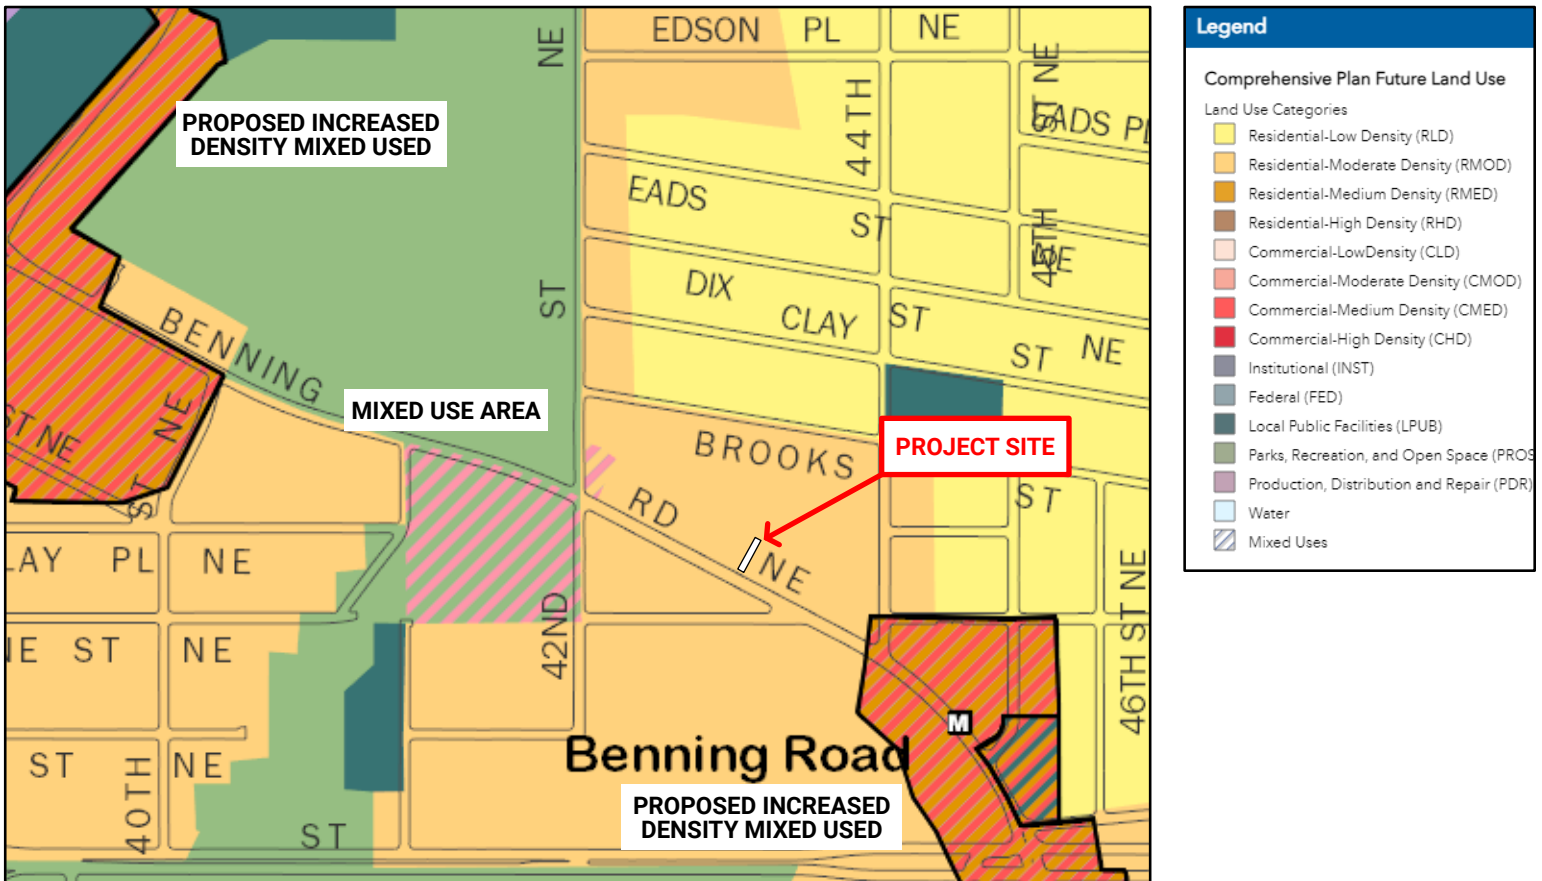 EDSON PL NE
NE
ST NE
EADS PL
44TH
PROPOSED INCREASED
DENSITY MIXED USED
EADS ST
45TH
NE
ST
DIX ST
CLAY ST NE
BENNING
MIXED USE AREA
NE
ST NE
ST
BROOKS ST
PROJECT SITE
RD NE
LAY PL NE
NE ST NE
42ND
46TH ST NE
M
Benning Road
ST NE
40TH
ST
PROPOSED INCREASED
DENSITY MIXED USED
Legend
Comprehensive Plan Future Land Use
Land Use Categories
Residential-Low Density (RLD)
Residential-Moderate Density (RMOD)
Residential-Medium Density (RMED)
Residential-High Density (RHD)
Commercial-LowDensity (CLD)
Commercial-Moderate Density (CMOD)
Commercial-Medium Density (CMED)
Commercial-High Density (CHD)
Institutional (INST)
Federal (FED)
Local Public Facilities (LPUB)
Parks, Recreation, and Open Space (PROS
Production, Distribution and Repair (PDR)
Water
Mixed Uses